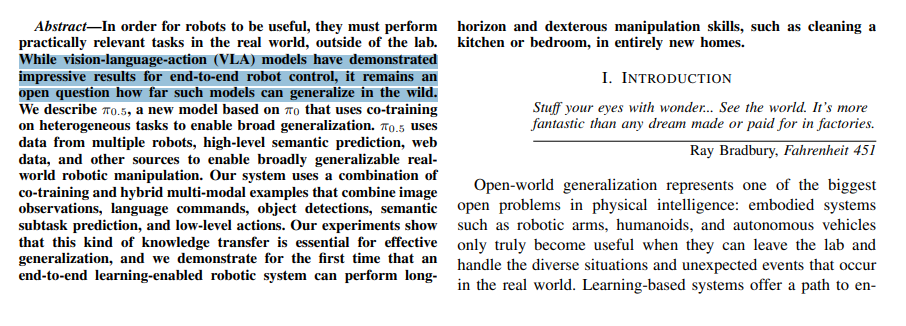 Abstract—In order for robots to be useful, they must perform
practically relevant tasks in the real world, outside of the lab.
While vision-language-action (VLA) models have demonstrated
impressive results for end-to-end robot control, it remains an
open question how far such models can generalize in the wild.
We describe π0.5, a new model based on π0 that uses co-training
on heterogeneous tasks to enable broad generalization. π0.5 uses
data from multiple robots, high-level semantic prediction, web
data, and other sources to enable broadly generalizable real-
world robotic manipulation. Our system uses a combination of
co-training and hybrid multi-modal examples that combine image
observations, language commands, object detections, semantic
subtask prediction, and low-level actions. Our experiments show
that this kind of knowledge transfer is essential for effective
generalization, and we demonstrate for the first time that an
end-to-end learning-enabled robotic system can perform long-
horizon and dexterous manipulation skills, such as cleaning a
kitchen or bedroom, in entirely new homes.
I. INTRODUCTION
Stuff your eyes with wonder... See the world. It's more
fantastic than any dream made or paid for in factories.
Ray Bradbury, Fahrenheit 451
Open-world generalization represents one of the biggest
open problems in physical intelligence: embodied systems
such as robotic arms, humanoids, and autonomous vehicles
only truly become useful when they can leave the lab and
handle the diverse situations and unexpected events that occur
in the real world. Learning-based systems offer a path to en-